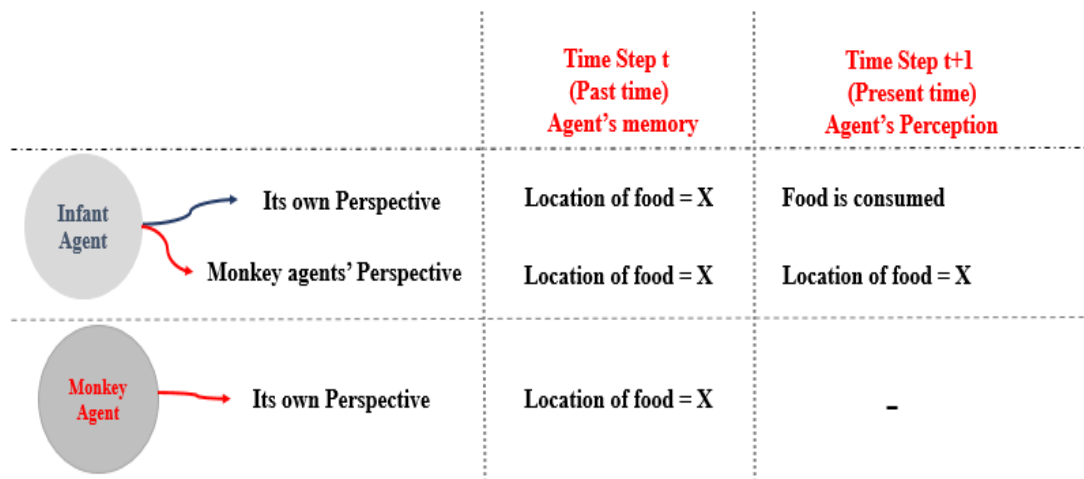 Time Step t
(Past time)
Agent's memory
Time Step t+1
(Present time)
Agent's Perception
Infant
Agent
Its own Perspective
Location of food = X
Food is consumed
Monkey agents' Perspective
Location of food = X
Location of food = X
Monkey
Agent
Its own Perspective
Location of food = X
-